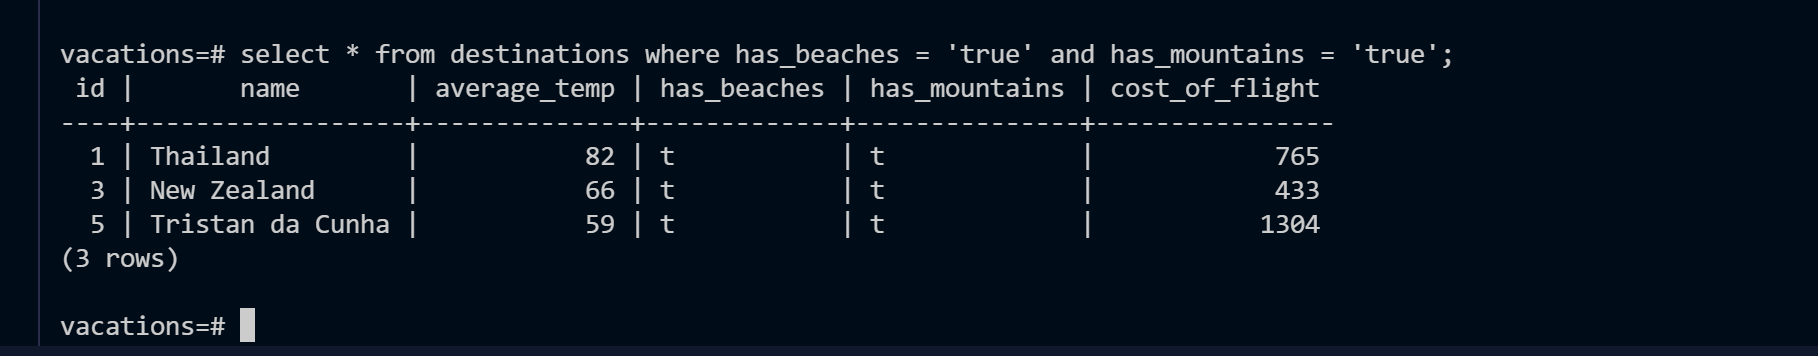 vacations=# select * from destinations where has_beaches = 'true' and has_mountains = 'true';
 id |       name       | average_temp | has_beaches | has_mountains | cost_of_flight
----+------------------+--------------+-------------+---------------+----------------
  1 | Thailand         |           82 | t           | t             |            765
  3 | New Zealand      |           66 | t           | t             |            433
  5 | Tristan da Cunha |           59 | t           | t             |           1304
(3 rows)
vacations=#